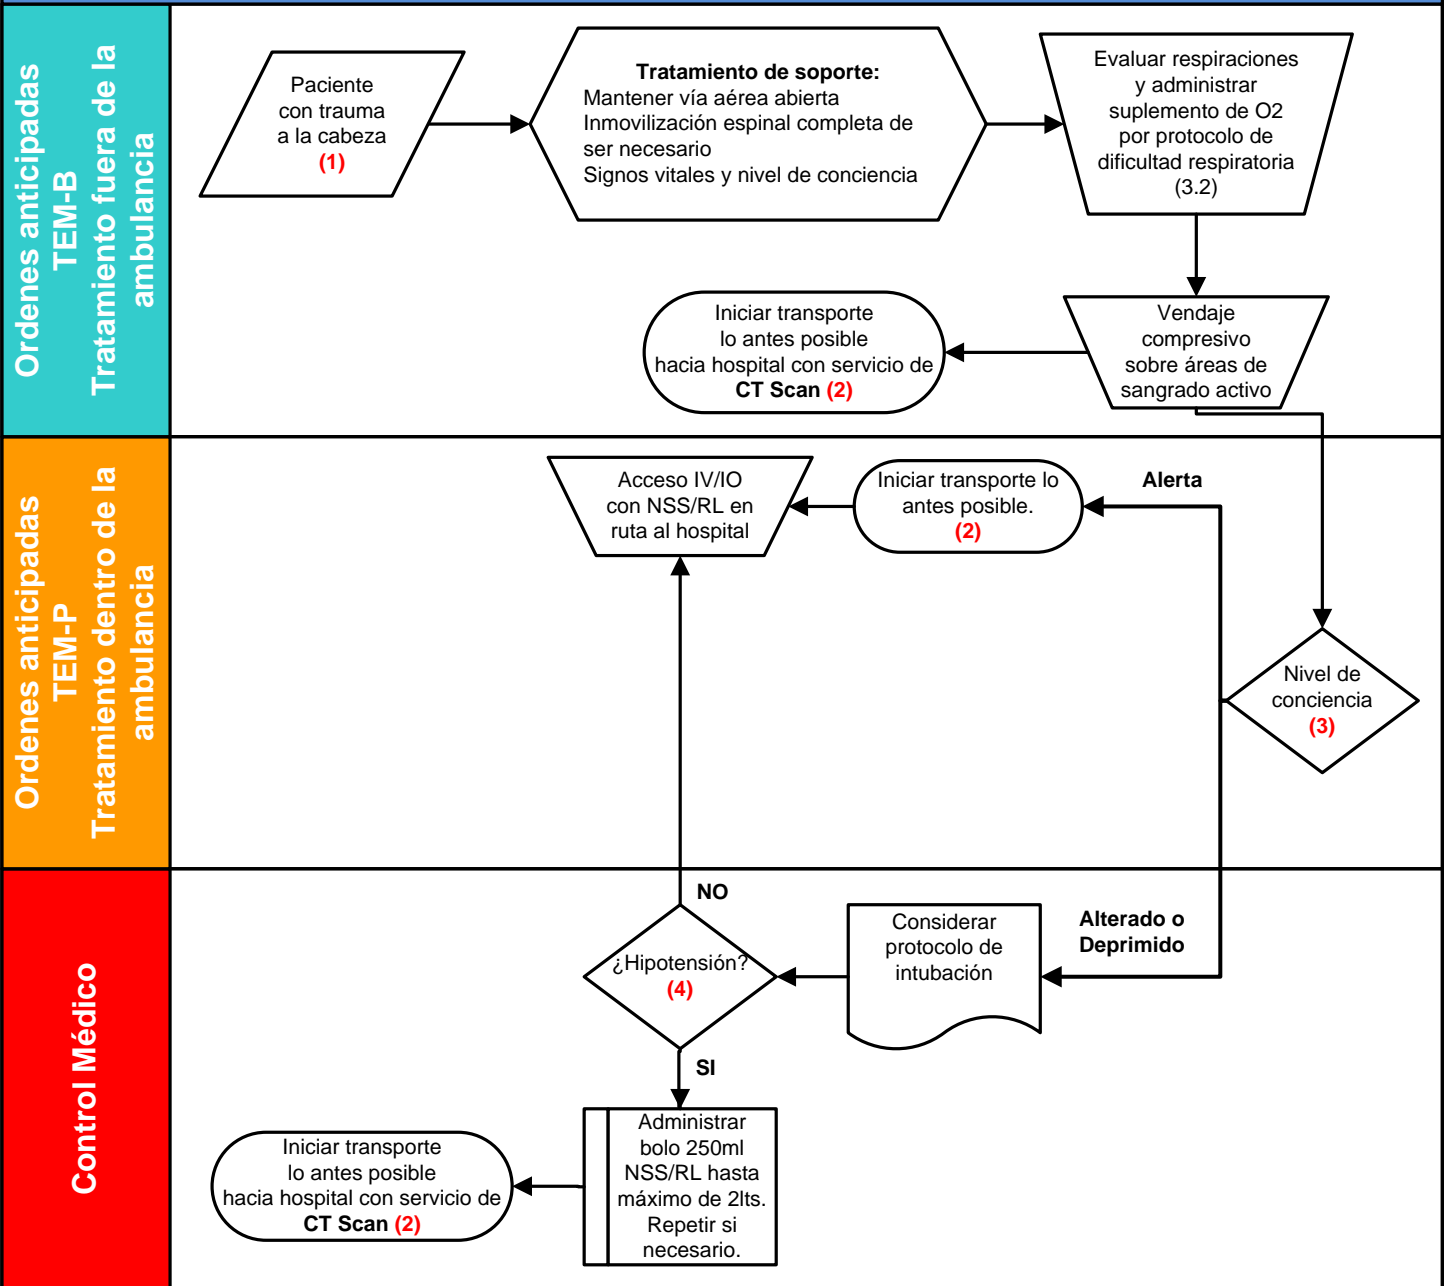 Ordenes anticipadas
TEM-B
Tratamiento fuera de la
ambulancia
Paciente
con trauma
a la cabeza
(1)
Tratamiento de soporte:
Mantener vía aérea abierta
Inmovilización espinal completa de
ser necesario
Signos vitales y nivel de conciencia
Evaluar respiraciones
y administrar
suplemento de O2
por protocolo de
dificultad respiratoria
(3.2)
Iniciar transporte
lo antes posible
hacia hospital con servicio de
CT Scan (2)
Vendaje
compresivo
sobre áreas de
sangrado activo
Ordenes anticipadas
TEM-P
Tratamiento dentro de la
ambulancia
Acceso IV/IO
con NSS/RL en
ruta al hospital
Iniciar transporte lo
antes posible.
(2)
Alerta
Nivel de
conciencia
(3)
Control Médico
NO
¿Hipotensión?
(4)
SI
Considerar
protocolo de
intubación
Alterado o
Deprimido
Iniciar transporte
lo antes posible
hacia hospital con servicio de
CT Scan (2)
Administrar
bolo 250ml
NSS/RL hasta
máximo de 2lts.
Repetir si
necesario.